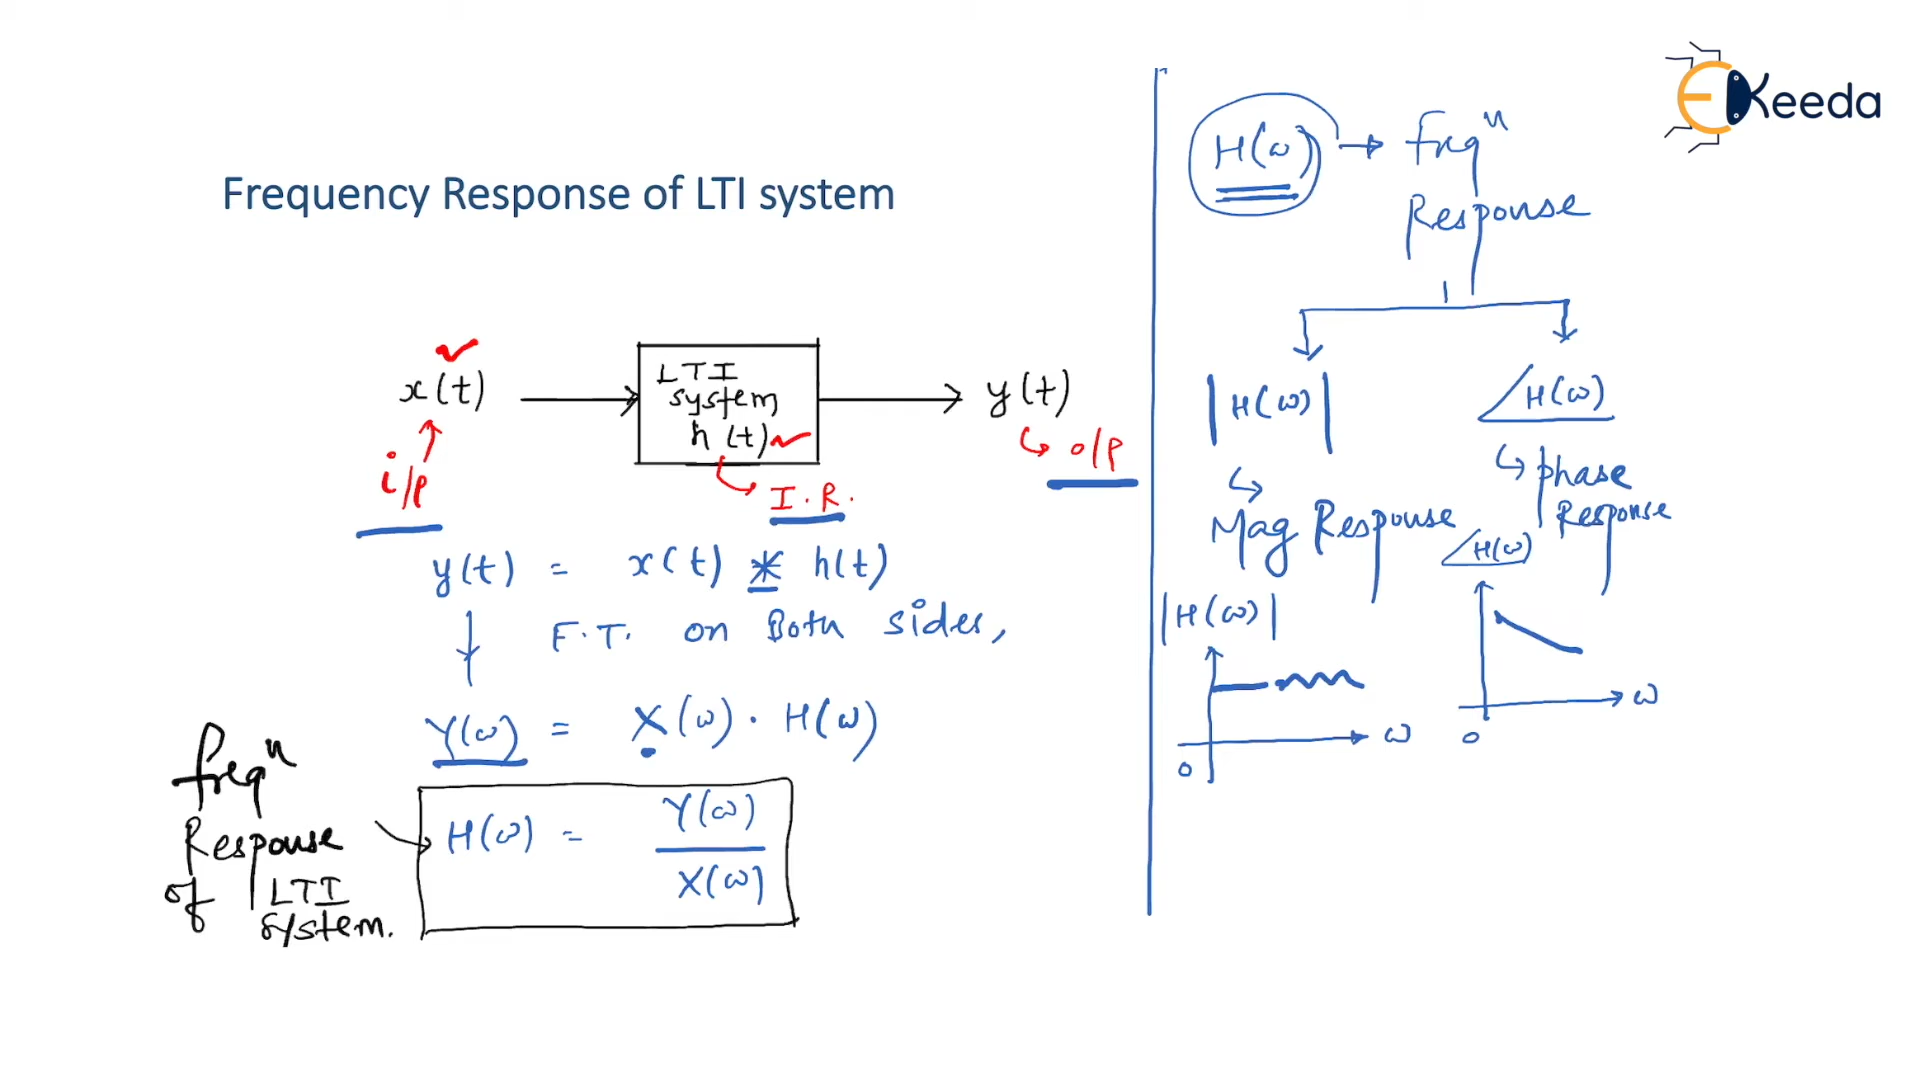 EKeeda
Frequency Response of LTI system
x(t)
LTI
system
h(t)
y(t)
i/p
I.R.
o/p
y(t) = x(t) * h(t)
F.T. on Both sides,
Y(ω) = X(ω) . H(ω)
freqⁿ
Response
of LTI
system.
H(ω) = Y(ω)
X(ω)
H(ω) → freqⁿ
Response
|H(ω)|
∠H(ω)
Mag Response
phase
Response
|H(ω)|
ω
0
∠H(ω)
ω
0